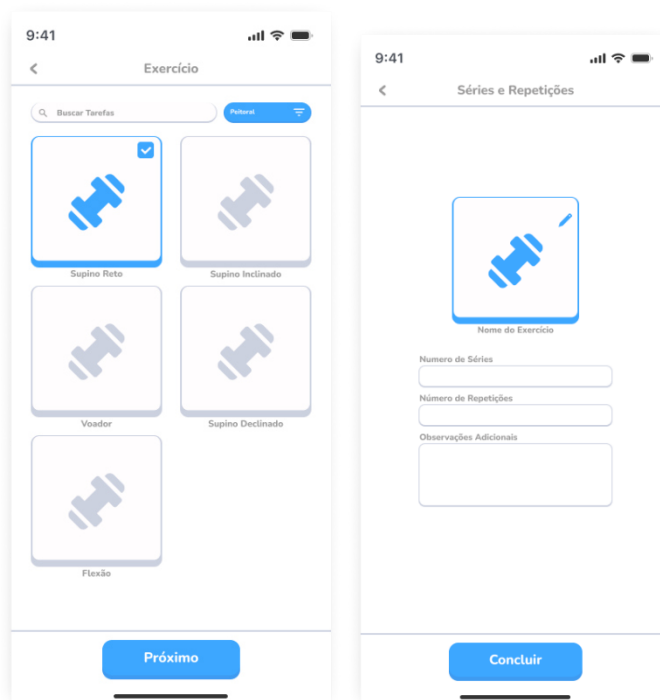 9:41
Exercício
Buscar Tarefas
Peitoral
Supino Reto
Supino Inclinado
Voador
Supino Declinado
Flexão
Próximo
9:41
Séries e Repetições
Nome do Exercício
Numero de Séries
Número de Repetições
Observações Adicionais
Concluir